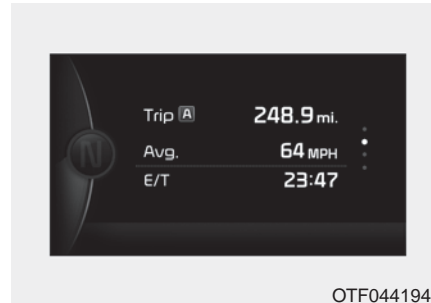 Trip A 248.9 mi.
N
Avg. 64 MPH
E/T 23:47
OTF044194